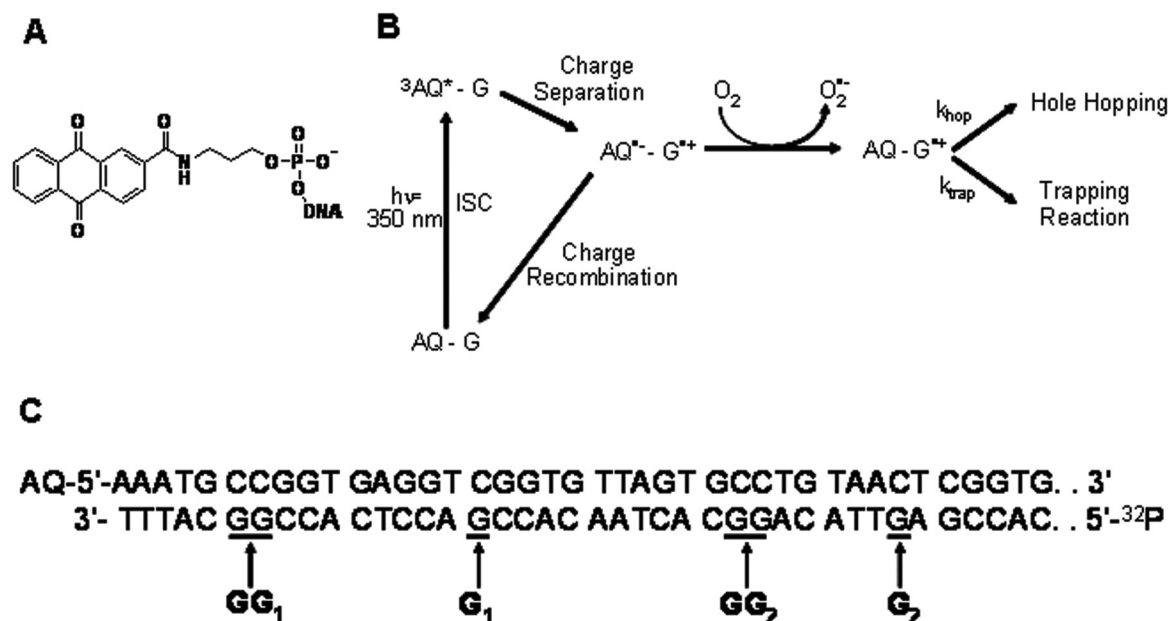 A
B
O
O
N
H
O
O
P
O⁻
O
O
DNA
³AQ* - G
Charge
Separation
O₂
O₂•-
AQ•- - G•+
AQ - G•+
k_hop
Hole Hopping
k_trap
Trapping
Reaction
hν=
350 nm
ISC
Charge
Recombination
AQ - G
C
AQ-5'-AAATG CCGGT GAGGT CGGTG TTAGT GCCTG TAACT CGGTG. . 3'
3'- TTTAC GGCCA CTCCA GCCAC AATCA CGGAC ATTGA GCCAC. . 5'-³²P
GG₁
G₁
GG₂
G₂